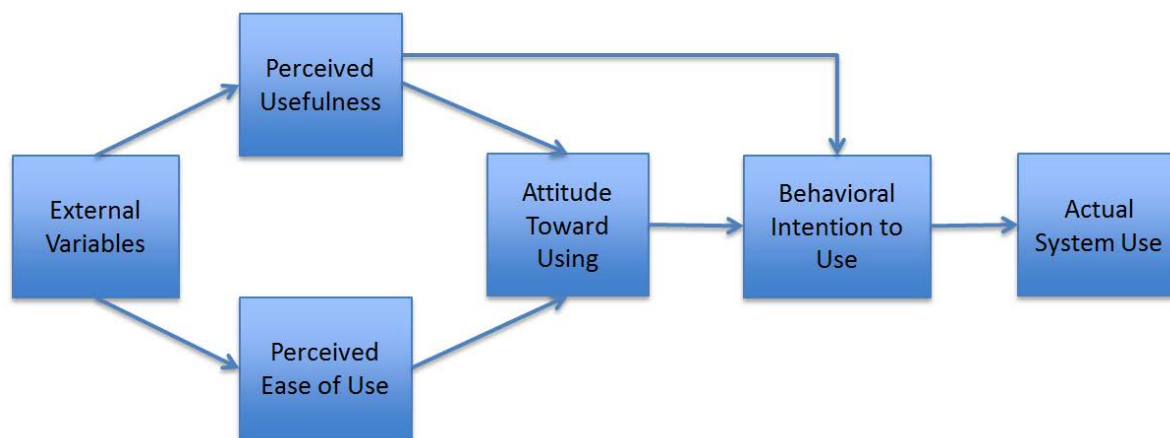 Perceived
Usefulness
External
Variables
Perceived
Ease of Use
Attitude
Toward
Using
Behavioral
Intention to
Use
Actual
System Use